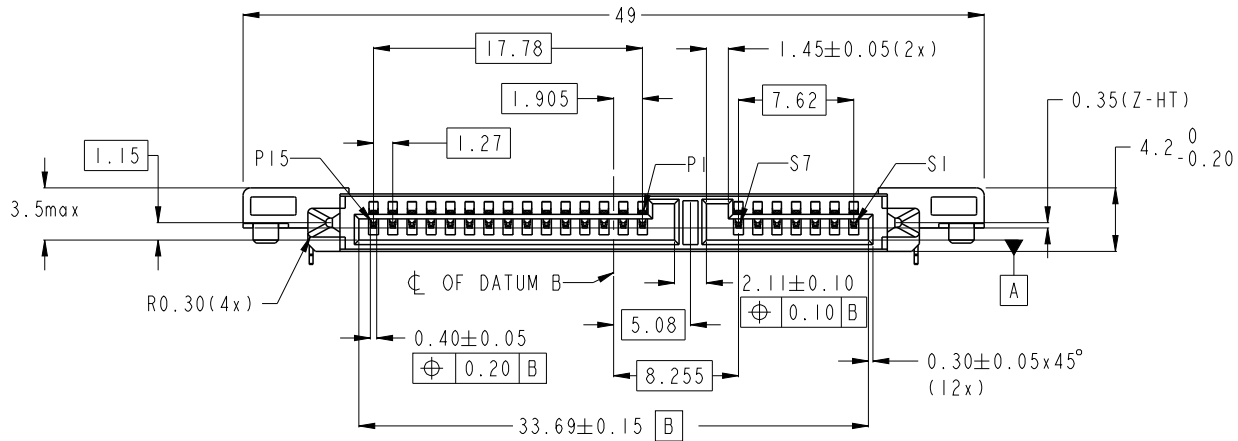 49
17.78
1.45±0.05(2x)
1.905
7.62
0.35(Z-HT)
1.27
1.15
P15
P1
S7
S1
4.2 0 -0.20
3.5max
℄ OF DATUM B
2.11±0.10
⌖ 0.10 B
A
R0.30(4x)
5.08
0.40±0.05
⌖ 0.20 B
8.255
0.30±0.05x45°
(12x)
33.69±0.15 B